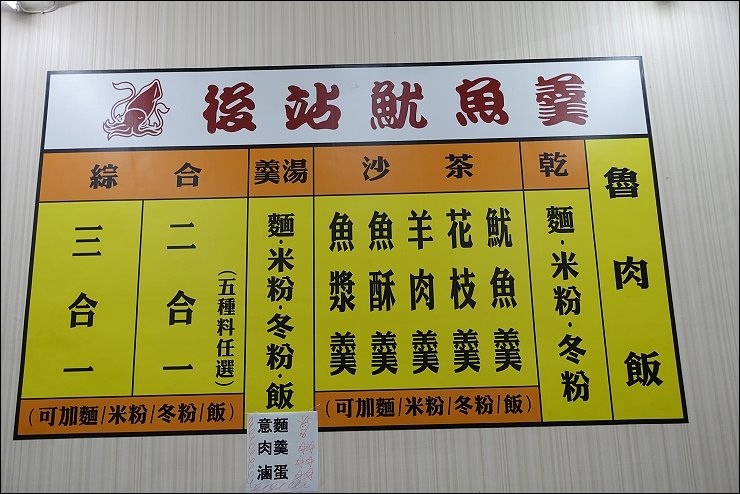 後站魷魚羹
魯肉飯
乾
麵·米粉·冬粉
沙茶
魷魚羹
花枝羹
羊肉羹
魚酥羹
魚漿羹
(可加麵/米粉/冬粉/飯)
羹湯
麵·米粉·冬粉·飯
綜合
二合一
(五種料任選)
三合一
(可加麵/米粉/冬粉/飯)
意麵
肉羹
滷蛋